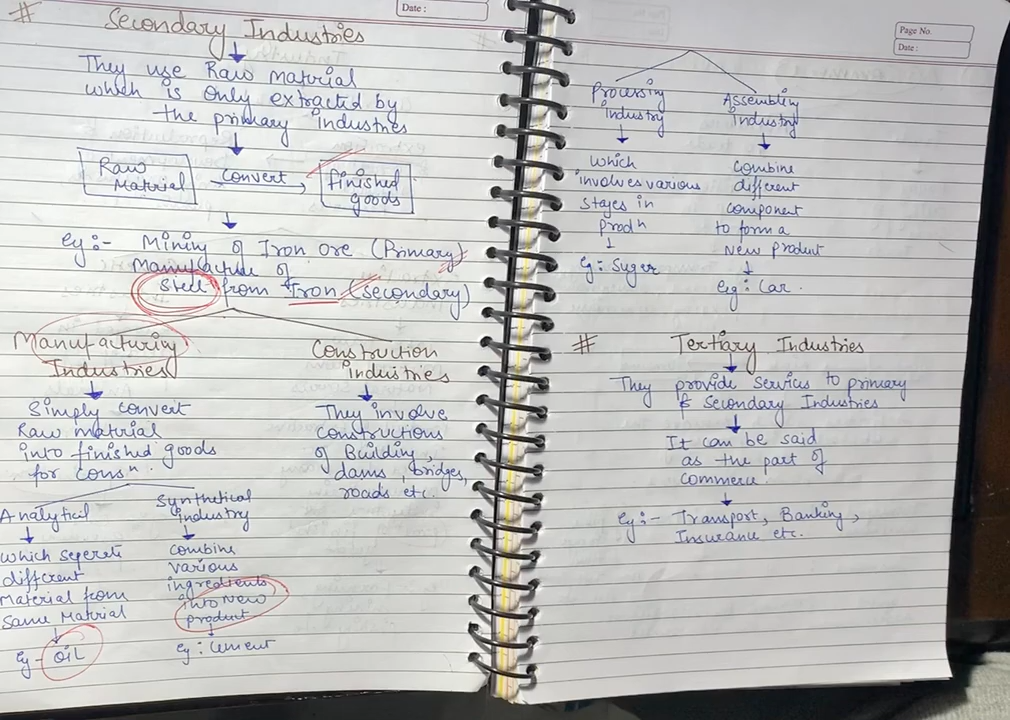 Date :
# Secondary Industries
They use Raw Material
which is only extracted by
the primary industries
Raw Material convert finished goods
eg :- Mining of Iron Ore (Primary)
Manufacture of
Steel from Iron (secondary)
Manufacturing
Industries
Simply convert
Raw material
into finished goods
for consⁿ.
Construction
industries
They involve
constructions
of Building,
dams, bridges,
roads etc.
Analytical
which seperate
different
Material from
Same Material
Eg - OIL
Synthetical
industry
combine
various
ingredients
into New
product
Eg : Cement
Page No.
Date :
Processing
industry
which
involves various
stages in
prodⁿ
Eg : Suger
Assembling
industry
Combine
different
component
to form a
New product
Eg : Car.
# Tertiary Industries
They provide Services to primary
& Secondary Industries
It can be said
as the part of
commerce.
Eg :- Transport, Banking,
Insurance etc.